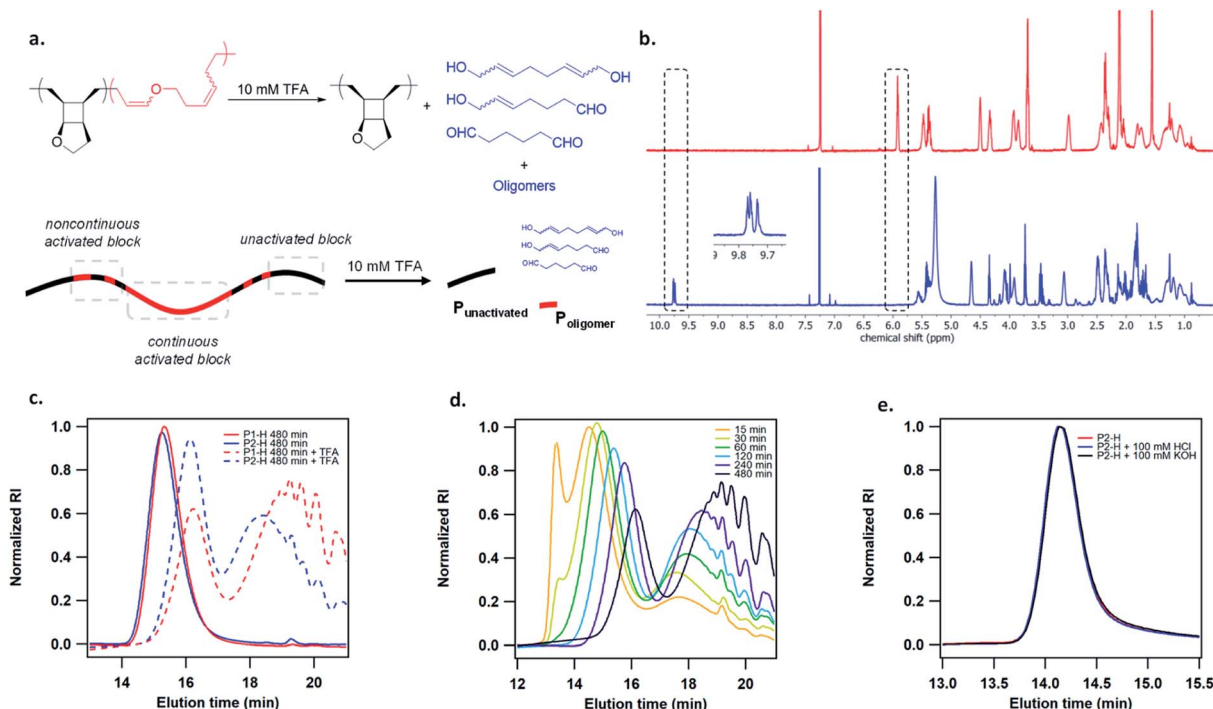 a.
10 mM TFA
O
O
O
+
HO
OH
HO
CHO
OHC
CHO
+
Oligomers
noncontinuous
activated block
unactivated block
continuous
activated block
10 mM TFA
HO
OH
HO
CHO
OHC
CHO
Punactivated
Poligomer
b.
9
9.8
9.7
10.0 9.5 9.0 8.5 8.0 7.5 7.0 6.5 6.0 5.5 5.0 4.5 4.0 3.5 3.0 2.5 2.0 1.5 1.0 0.5
chemical shift (ppm)
c.
Normalized RI
1.0
0.8
0.6
0.4
0.2
0.0
P1-H 480 min
P2-H 480 min
P1-H 480 min + TFA
P2-H 480 min + TFA
14 16 18 20
Elution time (min)
d.
Normalized RI
1.0
0.8
0.6
0.4
0.2
0.0
15 min
30 min
60 min
120 min
240 min
480 min
12 14 16 18 20
Elution time (min)
e.
Normalized RI
1.0
0.8
0.6
0.4
0.2
0.0
P2-H
P2-H + 100 mM HCl
P2-H + 100 mM KOH
13.0 13.5 14.0 14.5 15.0 15.5
Elution time (min)